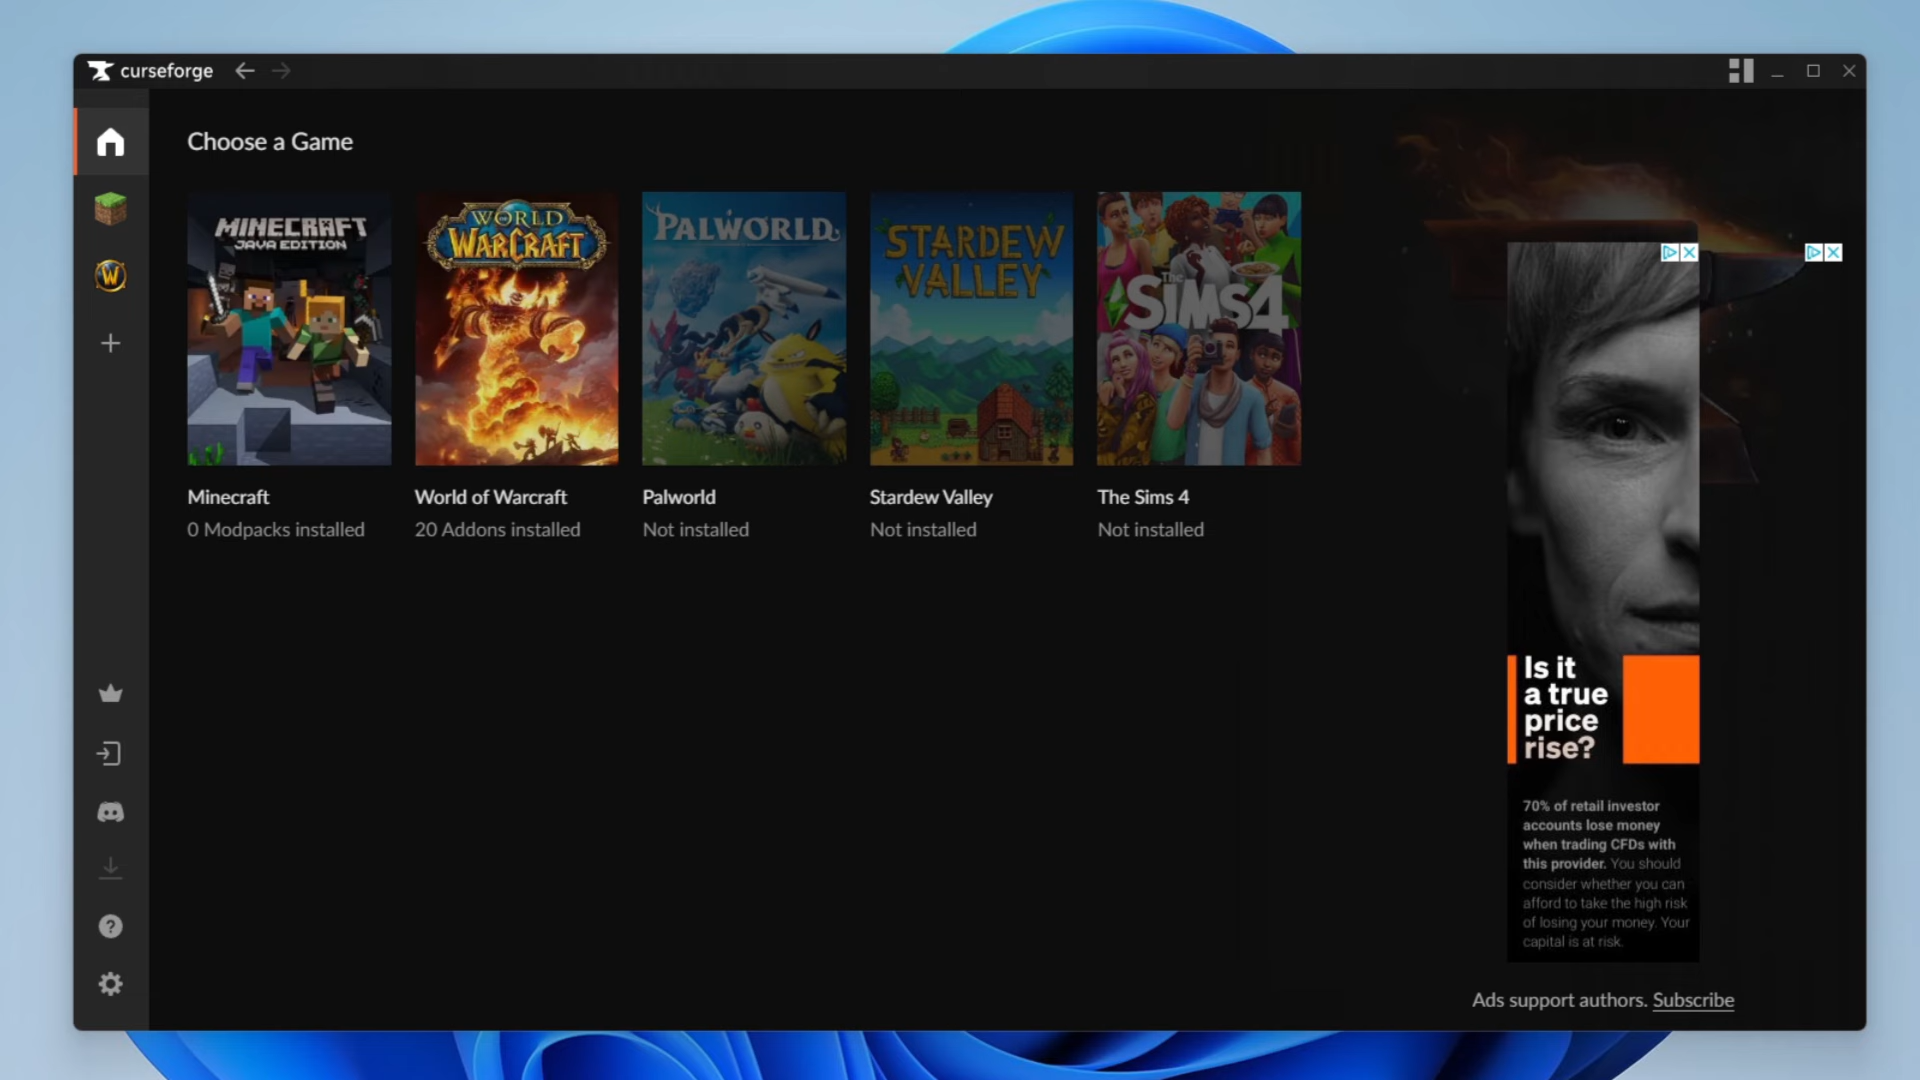 curseforge
Choose a Game
MINECRAFT
JAVA EDITION
WORLD
OF
WARCRAFT
PALWORLD
STARDEW
VALLEY
The
SIMS4
Minecraft
0 Modpacks installed
World of Warcraft
20 Addons installed
Palworld
Not installed
Stardew Valley
Not installed
The Sims 4
Not installed
Is it
a true
price
rise?
70% of retail investor
accounts lose money
when trading CFDs with
this provider. You should
consider whether you can
afford to take the high risk
of losing your money. Your
capital is at risk.
Ads support authors. Subscribe